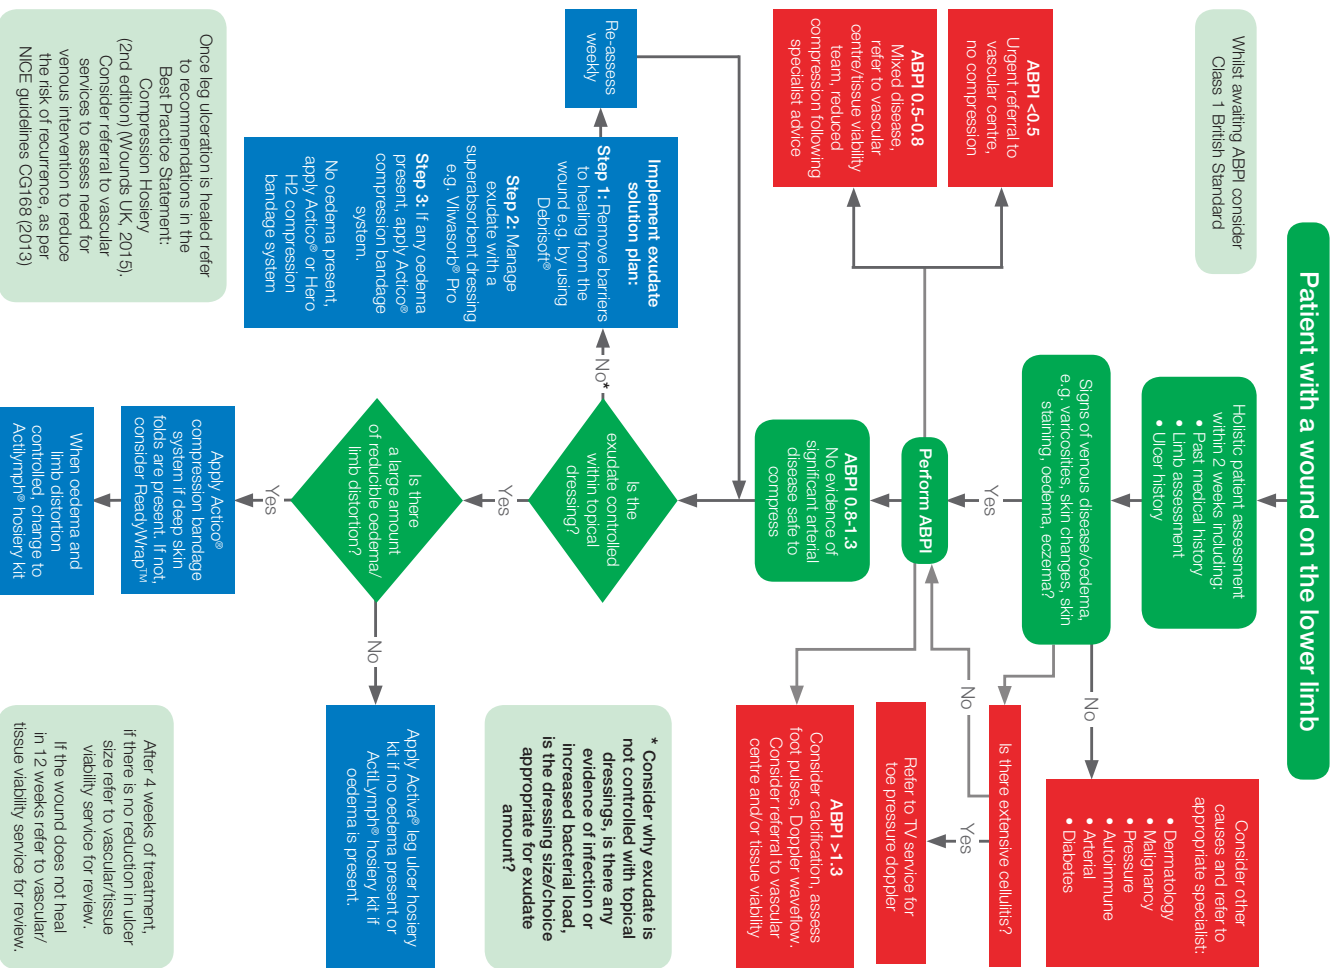 Patient with a wound on the lower limb
Whilst awaiting ABPI consider
Class 1 British Standard
Holistic patient assessment
within 2 weeks including:
• Past medical history
• Limb assessment
• Ulcer history
Signs of venous disease/oedema,
e.g. varicosities, skin changes, skin
staining, oedema, eczema?
No
Consider other
causes and refer to
appropriate specialist:
• Dermatology
• Malignancy
• Pressure
• Autoimmune
• Arterial
• Diabetes
Yes
Is there extensive cellulitis?
No
Yes
Refer to TV service for
toe pressure doppler
Perform ABPI
ABPI <0.5
Urgent referral to
vascular centre,
no compression
ABPI 0.5-0.8
Mixed disease,
refer to vascular
centre/tissue viability
team, reduced
compression following
specialist advice
ABPI 0.8-1.3
No evidence of
significant arterial
disease safe to
compress
ABPI >1.3
Consider calcification, assess
foot pulses, Doppler waveflow.
Consider referral to vascular
centre and/or tissue viability
Re-assess
weekly
Implement exudate
solution plan:
Step 1: Remove barriers
to healing from the
wound e.g. by using
Debrisoft®
Step 2: Manage
exudate with a
superabsorbent dressing
e.g. Vliwasorb® Pro
Step 3: If any oedema
present, apply Actico®
compression bandage
system.
No oedema present,
apply Actico® or Hero
H2 compression
bandage system
No*
Is the
exudate controlled
within topical
dressing?
* Consider why exudate is
not controlled with topical
dressings, is there any
evidence of infection or
increased bacterial load,
is the dressing size/choice
appropriate for exudate
amount?
Yes
Is there
a large amount
of reducible oedema/
limb distortion?
No
Apply Activa® leg ulcer hosiery
kit if no oedema present or
ActiLymph® hosiery kit if
oedema is present.
Yes
Apply Actico®
compression bandage
system if deep skin
folds are present. If not,
consider ReadyWrap™
When oedema and
limb distortion
controlled, change to
Actilymph® hosiery kit
Once leg ulceration is healed refer
to recommendations in the
Best Practice Statement:
Compression Hosiery
(2nd edition) (Wounds UK, 2015).
Consider referral to vascular
services to assess need for
venous intervention to reduce
the risk of recurrence, as per
NICE guidelines CG168 (2013)
After 4 weeks of treatment,
if there is no reduction in ulcer
size refer to vascular/tissue
viability service for review.
If the wound does not heal
in 12 weeks refer to vascular/
tissue viability service for review.